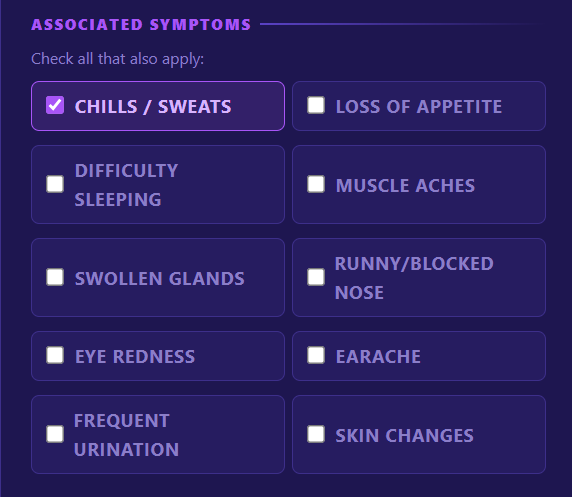 ASSOCIATED SYMPTOMS
Check all that also apply:
CHILLS / SWEATS
LOSS OF APPETITE
DIFFICULTY
SLEEPING
MUSCLE ACHES
SWOLLEN GLANDS
RUNNY/BLOCKED
NOSE
EYE REDNESS
EARACHE
FREQUENT
URINATION
SKIN CHANGES